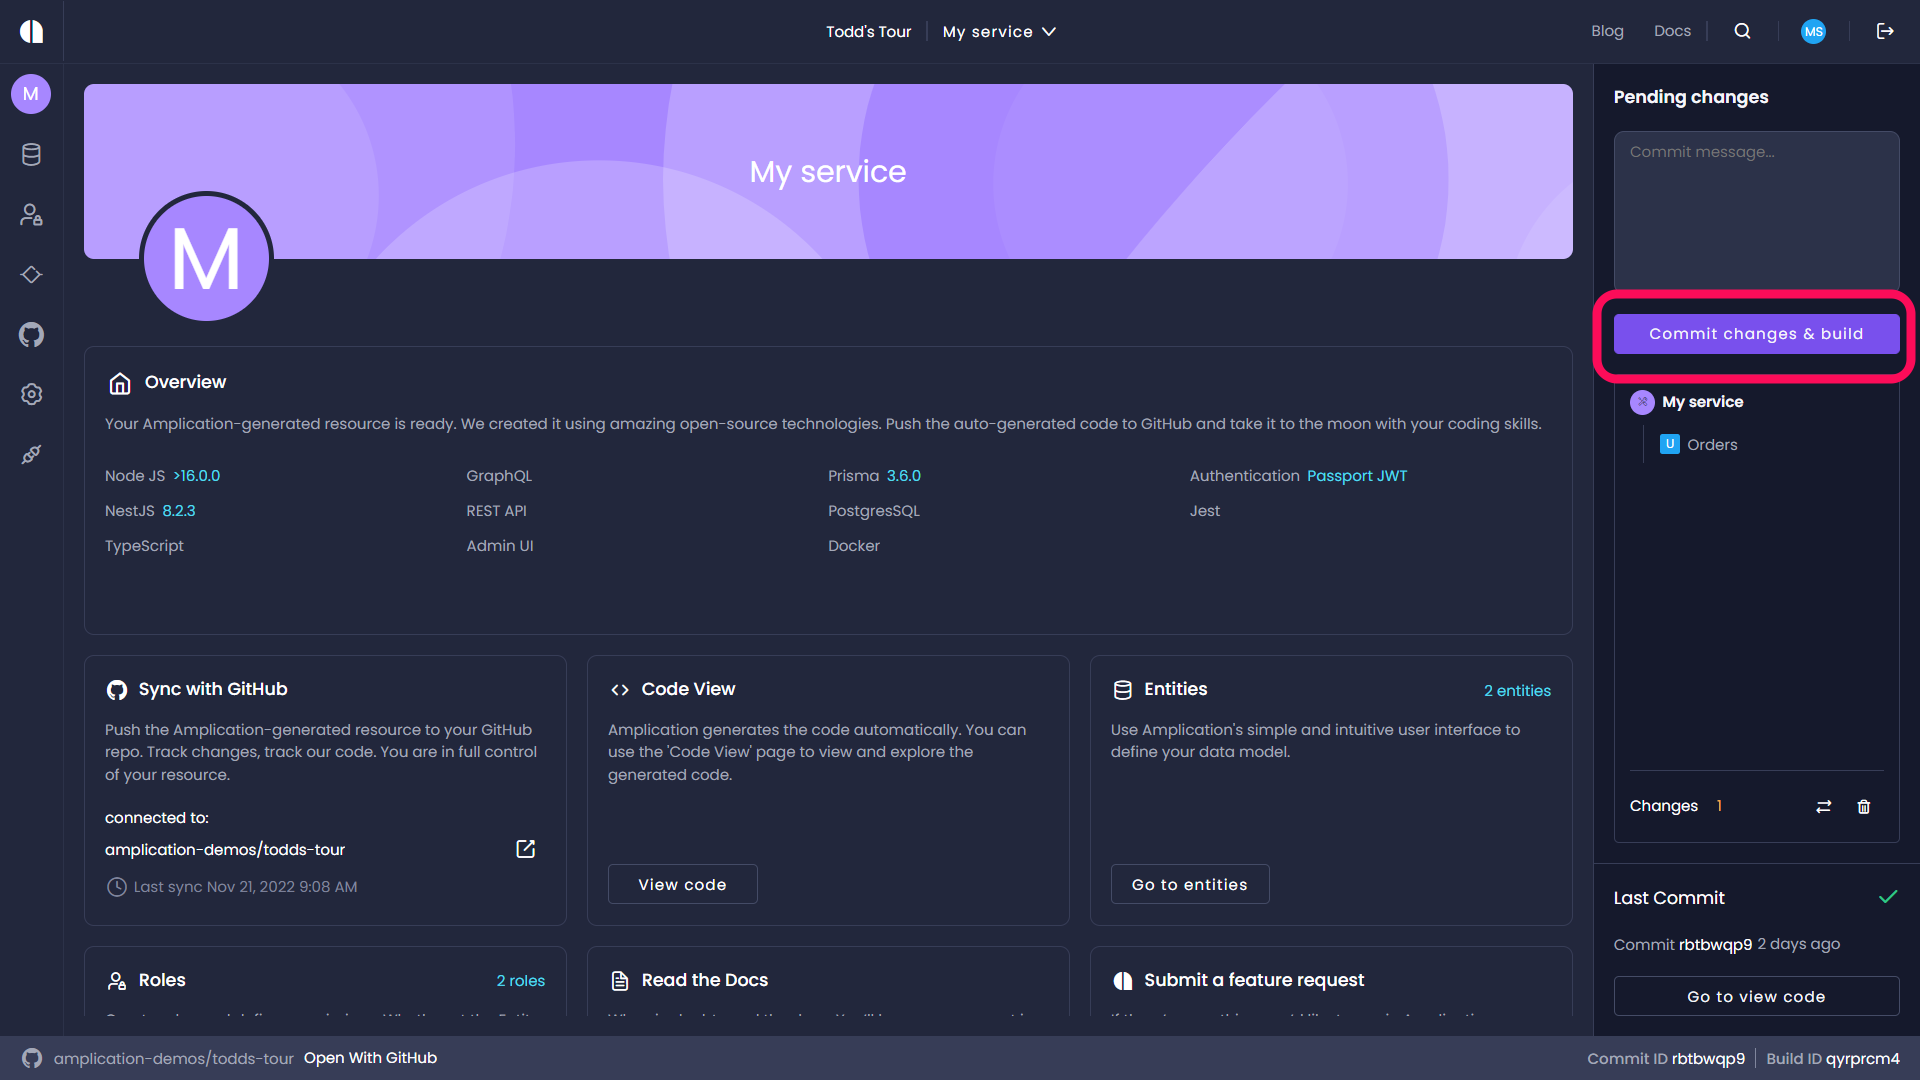 Todd's Tour
My service
Blog
Docs
MS
M
My service
M
Overview
Your Amplication-generated resource is ready. We created it using amazing open-source technologies. Push the auto-generated code to GitHub and take it to the moon with your coding skills.
Node JS >16.0.0
GraphQL
Prisma 3.6.0
Authentication Passport JWT
NestJS 8.2.3
REST API
PostgresSQL
Jest
TypeScript
Admin UI
Docker
Sync with GitHub
Push the Amplication-generated resource to your GitHub
repo. Track changes, track our code. You are in full control
of your resource.
connected to:
amplication-demos/todds-tour
Last sync Nov 21, 2022 9:08 AM
Code View
Amplication generates the code automatically. You can
use the 'Code View' page to view and explore the
generated code.
View code
Entities
2 entities
Use Amplication's simple and intuitive user interface to
define your data model.
Go to entities
Roles
2 roles
Read the Docs
Submit a feature request
Pending changes
Commit message...
Commit changes & build
My service
U Orders
Changes 1
Last Commit
Commit rbtbwqp9 2 days ago
Go to view code
amplication-demos/todds-tour Open With GitHub
Commit ID rbtbwqp9
Build ID qyrprcm4